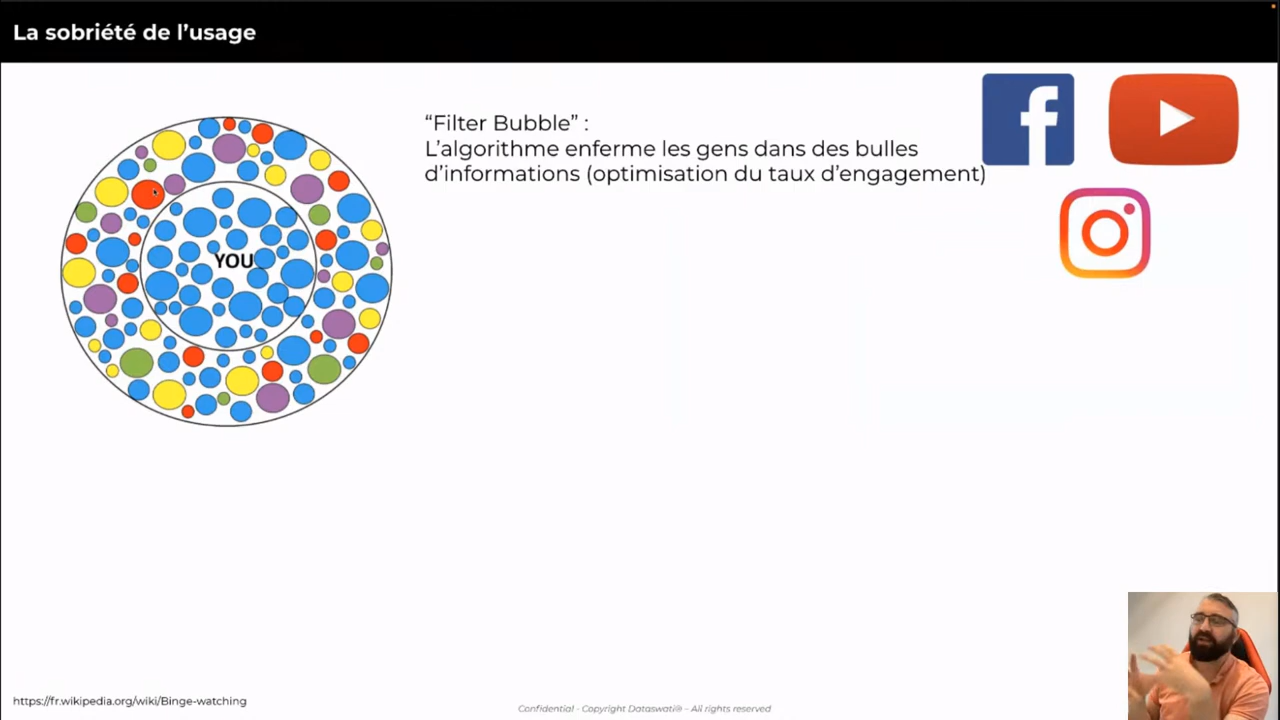 La sobriété de l’usage
“Filter Bubble” :
L’algorithme enferme les gens dans des bulles
d’informations (optimisation du taux d’engagement)
YOU
https://fr.wikipedia.org/wiki/Binge-watching
Confidential - Copyright Dataswati® – All rights reserved